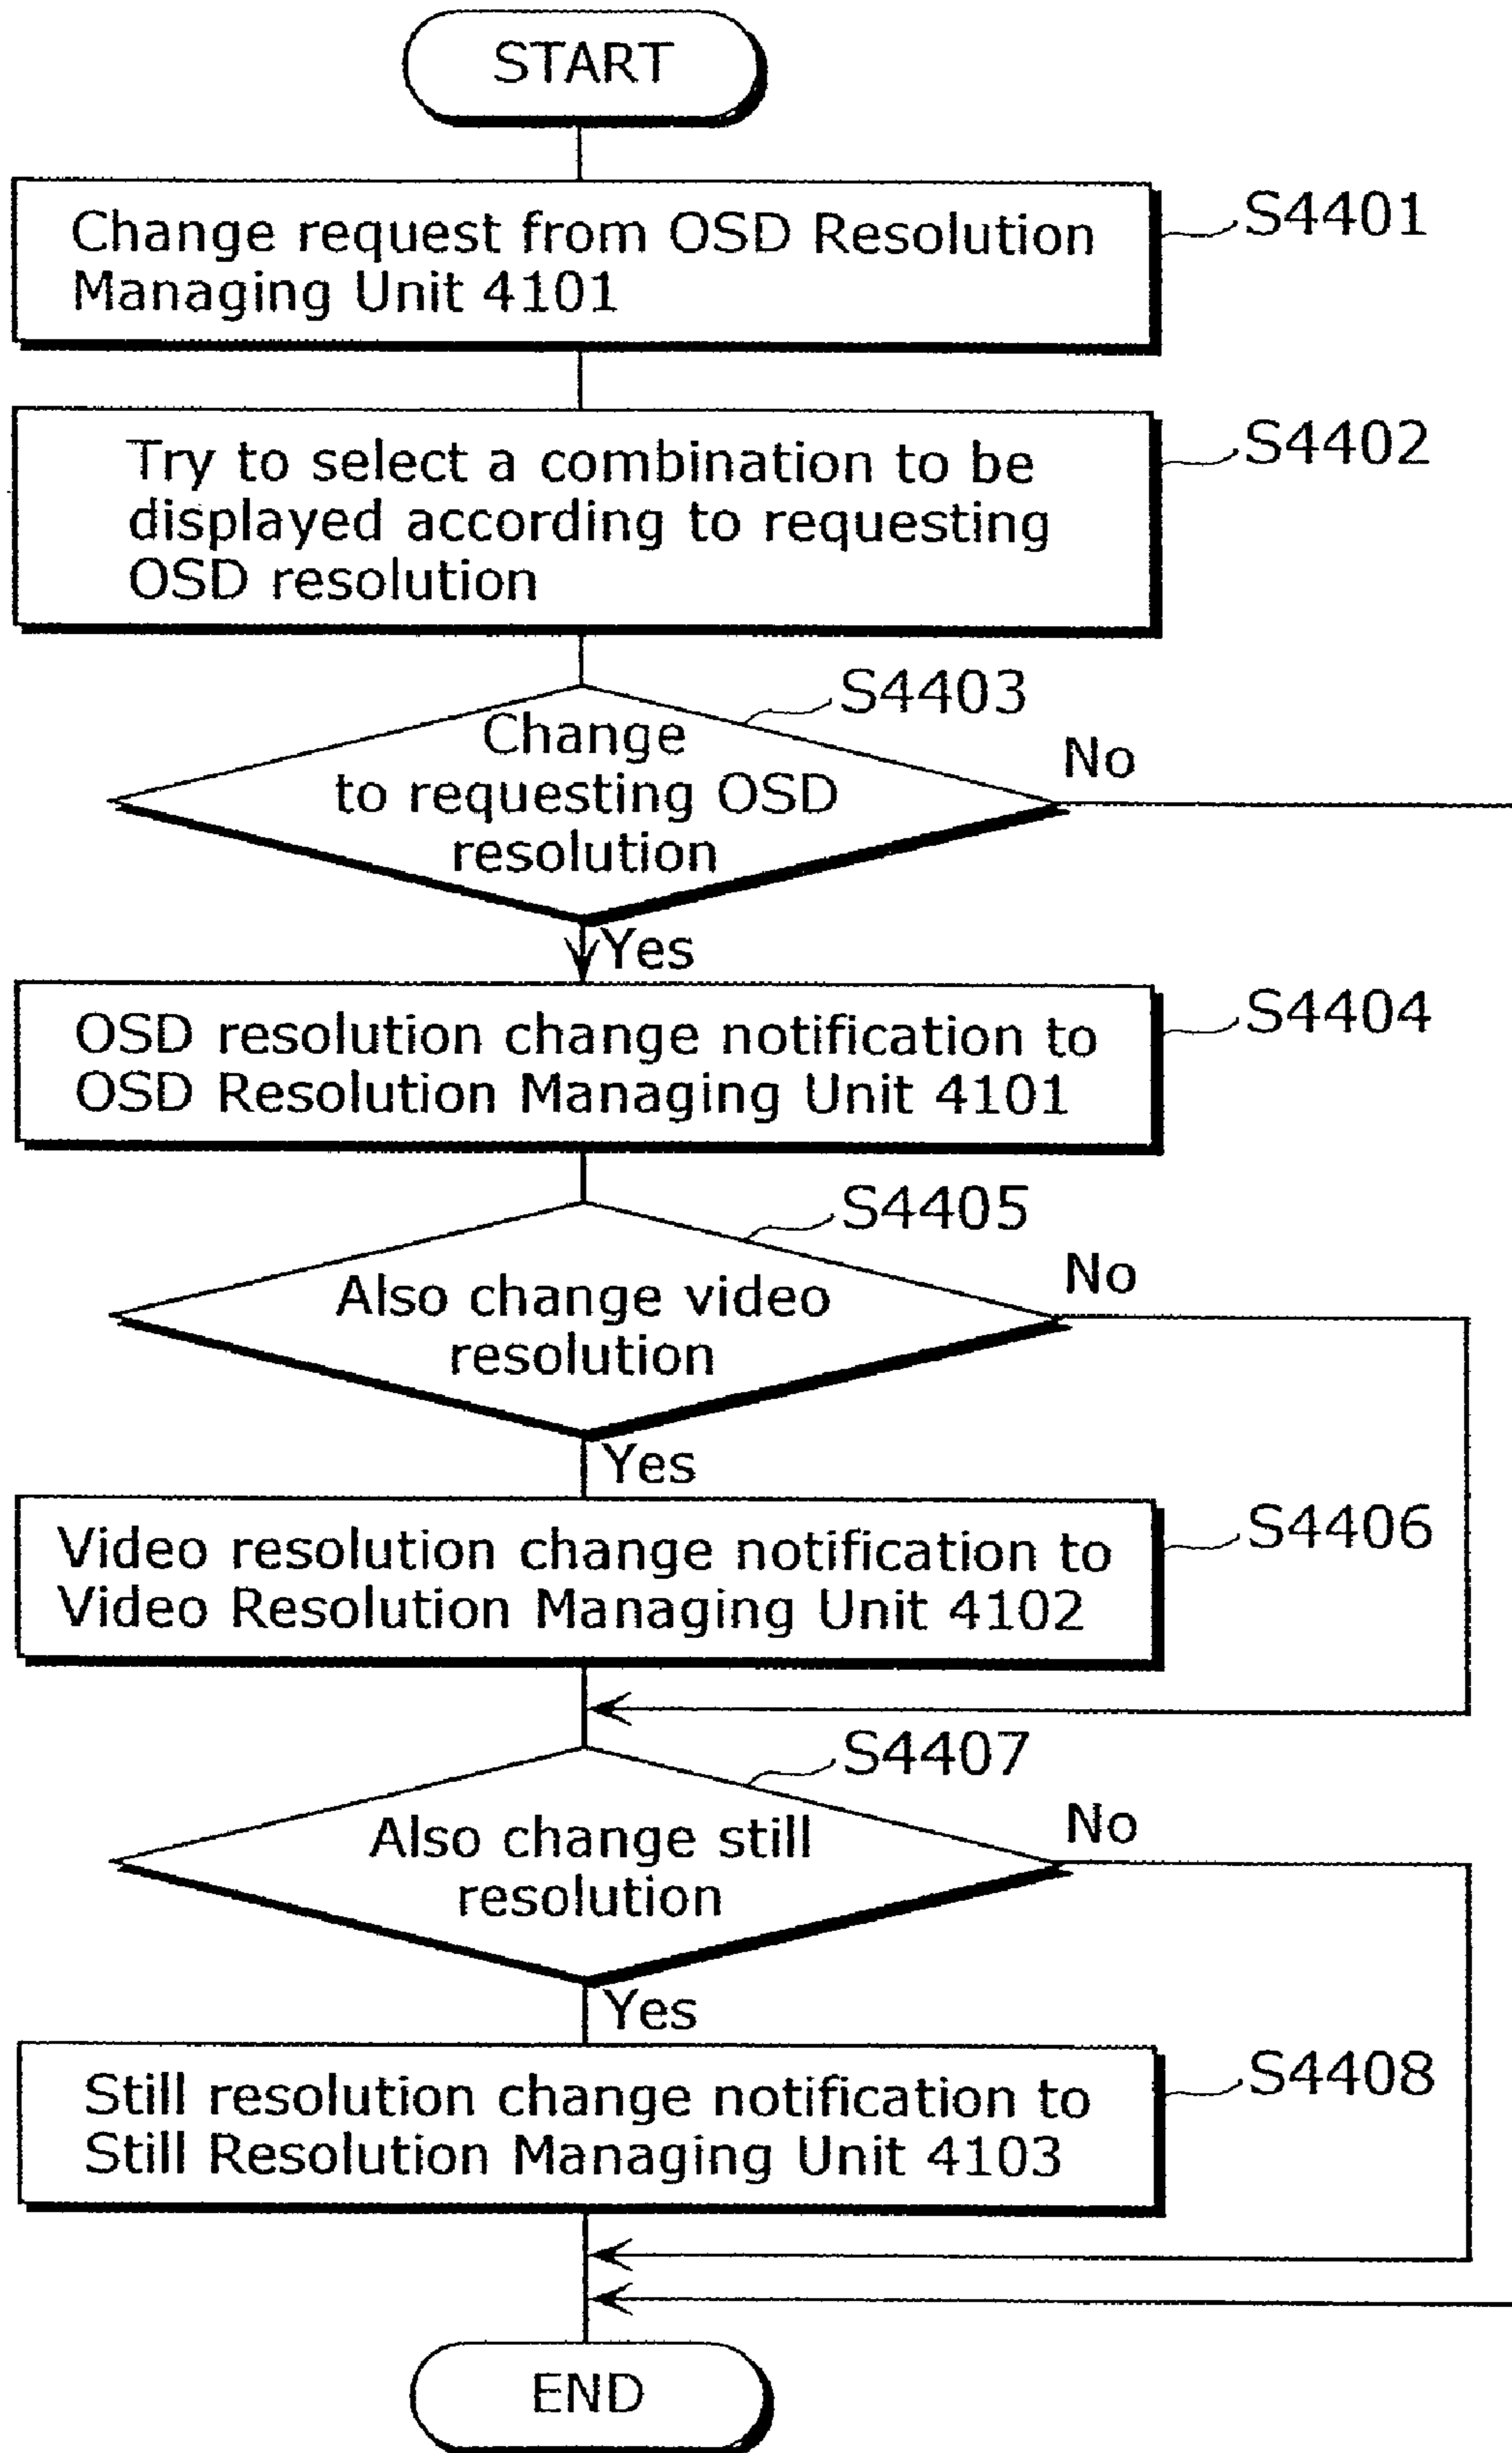 START
Change request from OSD Resolution
Managing Unit 4101
S4401
Try to select a combination to be
displayed according to requesting
OSD resolution
S4402
S4403
Change
to requesting OSD
resolution
No
Yes
OSD resolution change notification to
OSD Resolution Managing Unit 4101
S4404
S4405
Also change video
resolution
No
Yes
Video resolution change notification to
Video Resolution Managing Unit 4102
S4406
S4407
Also change still
resolution
No
Yes
Still resolution change notification to
Still Resolution Managing Unit 4103
S4408
END